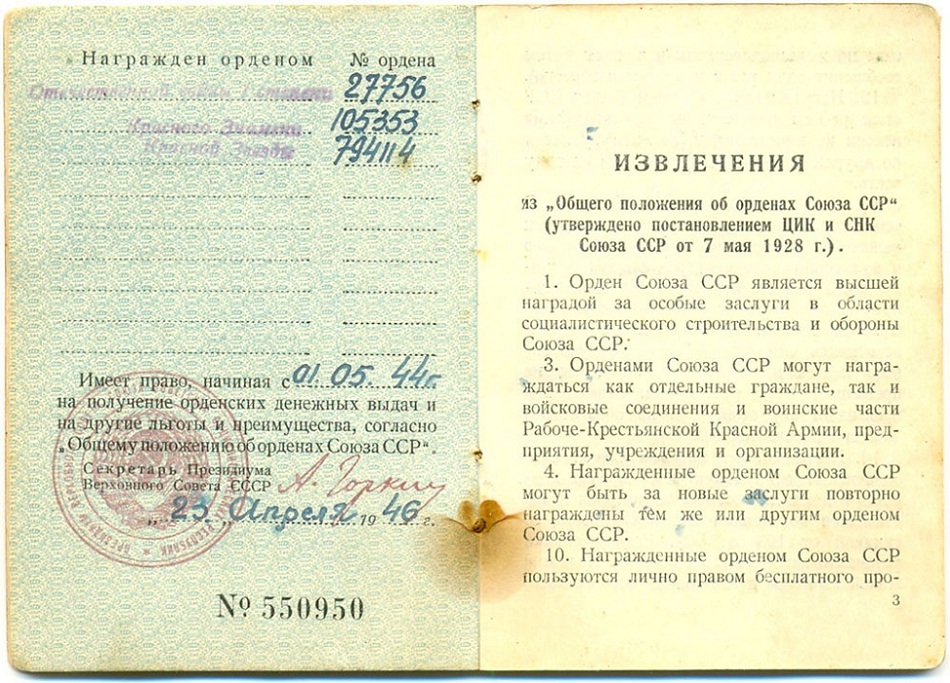 Награжден орденом № ордена
Отечественной войны I степени 27756
Красного Знамени 105353
Красной Звезды 794114
Имеет право, начиная с 01.05.44г.
на получение орденских денежных выдач и
на другие льготы и преимущества, согласно
„Общему положению об орденах Союза ССР“.
Секретарь Президиума
Верховного Совета СССР А. Горкин
„23„ Апреля 1946 г.
№ 550950
ИЗВЛЕЧЕНИЯ
из „Общего положения об орденах Союза ССР“
(утверждено постановлением ЦИК и СНК
Союза ССР от 7 мая 1928 г.).
1. Орден Союза ССР является высшей
наградой за особые заслуги в области
социалистического строительства и обороны
Союза ССР.
3. Орденами Союза ССР могут награ-
ждаться как отдельные граждане, так и
войсковые соединения и воинские части
Рабоче-Крестьянской Красной Армии, пред-
приятия, учреждения и организации.
4. Награжденные орденом Союза ССР
могут быть за новые заслуги повторно
награждены тем же или другим орденом
Союза ССР.
10. Награжденные орденом Союза ССР
пользуются лично правом бесплатного про-
3